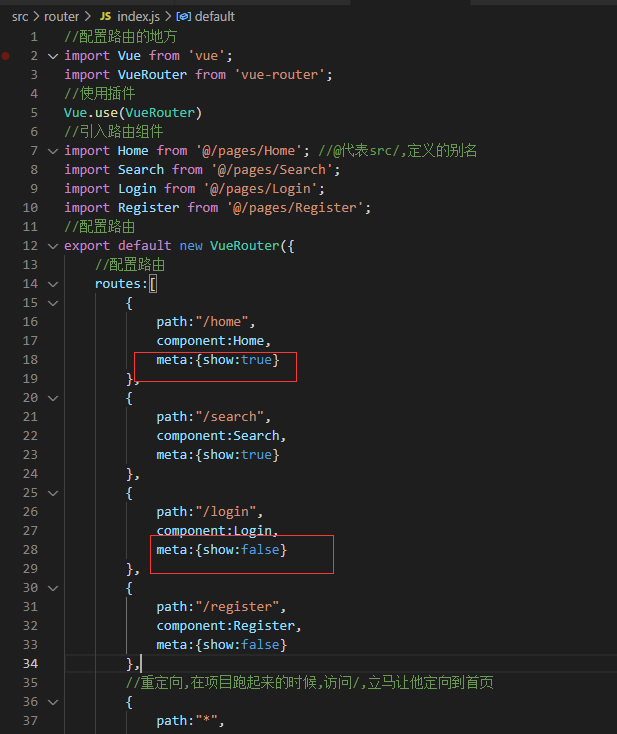 src > router > JS index.js > default
1 //配置路由的地方
2 import Vue from 'vue';
3 import VueRouter from 'vue-router';
4 //使用插件
5 Vue.use(VueRouter)
6 //引入路由组件
7 import Home from '@/pages/Home'; //@代表src/,定义的别名
8 import Search from '@/pages/Search';
9 import Login from '@/pages/Login';
10 import Register from '@/pages/Register';
11 //配置路由
12 export default new VueRouter({
13 //配置路由
14 routes:[
15 {
16 path:"/home",
17 component:Home,
18 meta:{show:true}
19 },
20 {
21 path:"/search",
22 component:Search,
23 meta:{show:true}
24 },
25 {
26 path:"/login",
27 component:Login,
28 meta:{show:false}
29 },
30 {
31 path:"/register",
32 component:Register,
33 meta:{show:false}
34 },
35 //重定向,在项目跑起来的时候,访问/,立马让他定向到首页
36 {
37 path:"*",